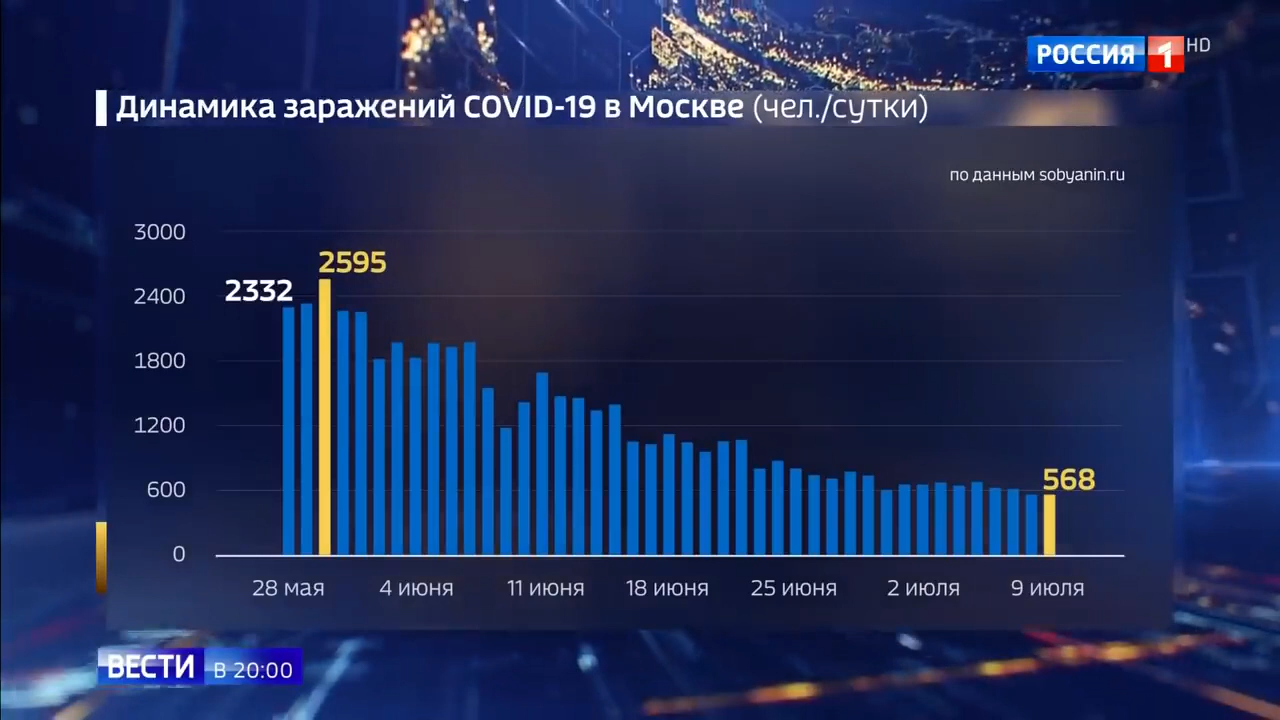 РОССИЯ 1 HD
Динамика заражений COVID-19 в Москве (чел./сутки)
по данным sobyanin.ru
3000
2595
2332
2400
1800
1200
600
568
0
28 мая 4 июня 11 июня 18 июня 25 июня 2 июля 9 июля
ВЕСТИ В 20:00